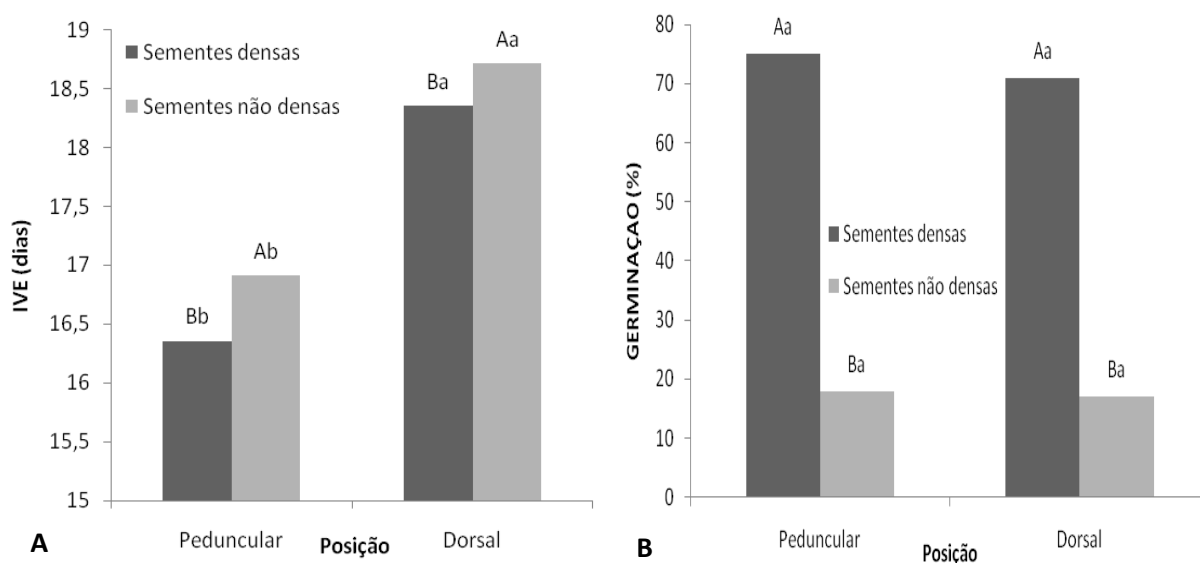 19
18,5
18
17,5
17
16,5
16
15,5
15
IVE (dias)
Sementes densas
Sementes não densas
Bb
Ab
Ba
Aa
Peduncular
Dorsal
Posição
A
80
70
60
50
40
30
20
10
0
GERMINAÇAO (%)
Aa
Ba
Aa
Ba
Sementes densas
Sementes não densas
Peduncular
Dorsal
Posição
B